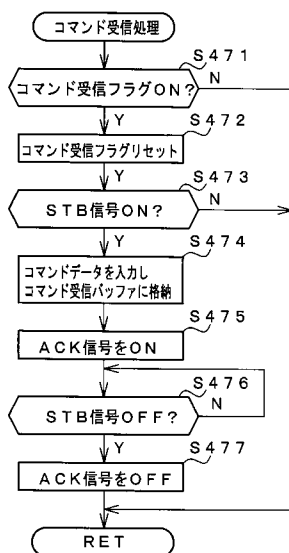 コマンド受信処理
S471
コマンド受信フラグON?
N
Y
S472
コマンド受信フラグリセット
Y
S473
STB信号ON?
N
Y
S474
コマンドデータを入力し
コマンド受信バッファに格納
S475
ACK信号をON
S476
STB信号OFF?
N
Y
S477
ACK信号をOFF
RET